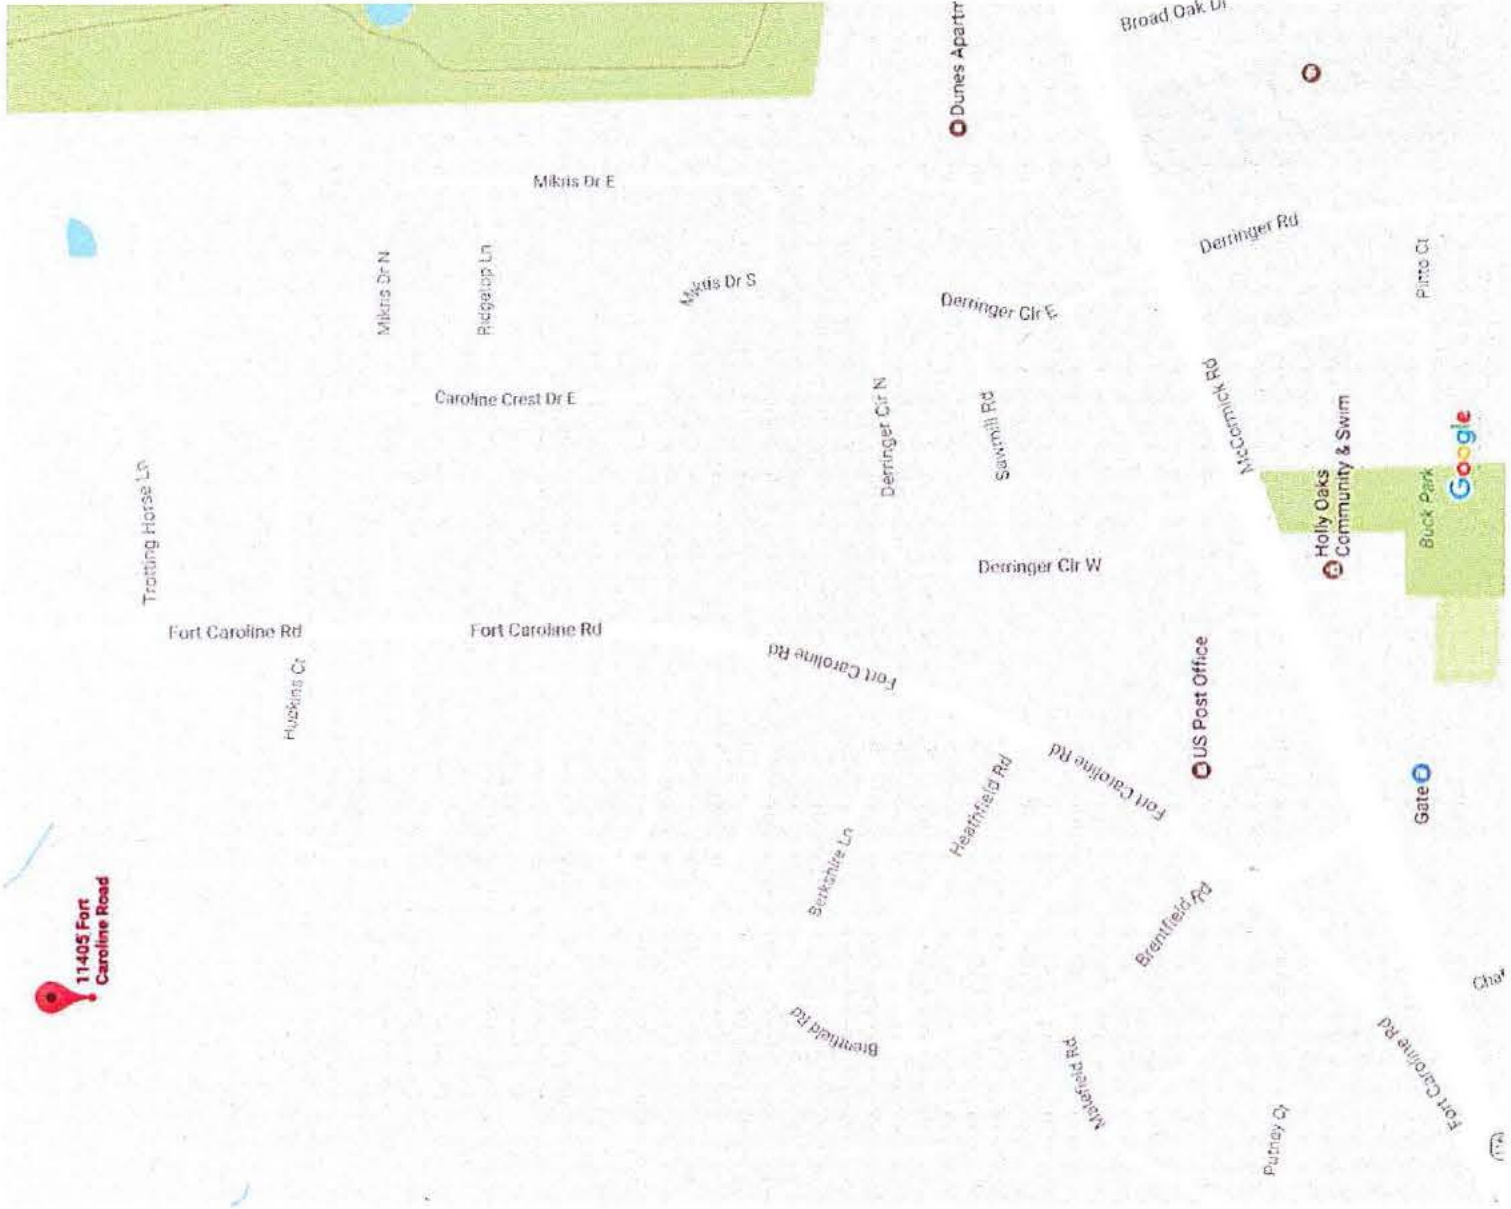 Broad Oak Dr
Dunes Apartm
Mikris Dr E
Derringer Rd
Mikris Dr N
Ridgetop Ln
Mikris Dr S
Derringer Cir E
Pinto Ct
Caroline Crest Dr E
McCormick Rd
Derringer Cir N
Sawmill Rd
Holly Oaks
Community & Swim
Buck Park
Google
Trotting Horse Ln
Derringer Cir W
Fort Caroline Rd
Fort Caroline Rd
Fort Caroline Rd
Huckins Ct
US Post Office
Fort Caroline Rd
Heathfield Rd
Gate
Berkshire Ln
11405 Fort
Caroline Road
Brentfield Rd
Brentfield Rd
Matefield Rd
Fort Caroline Rd
Putney Ct